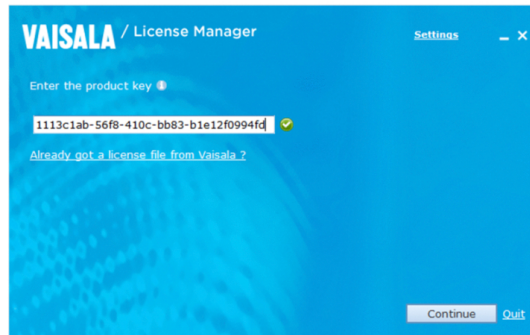 VAISALA / License Manager
Settings
Enter the product key
1113c1ab-56f8-410c-bb83-b1e12f0994fd
Already got a license file from Vaisala ?
Continue
Quit